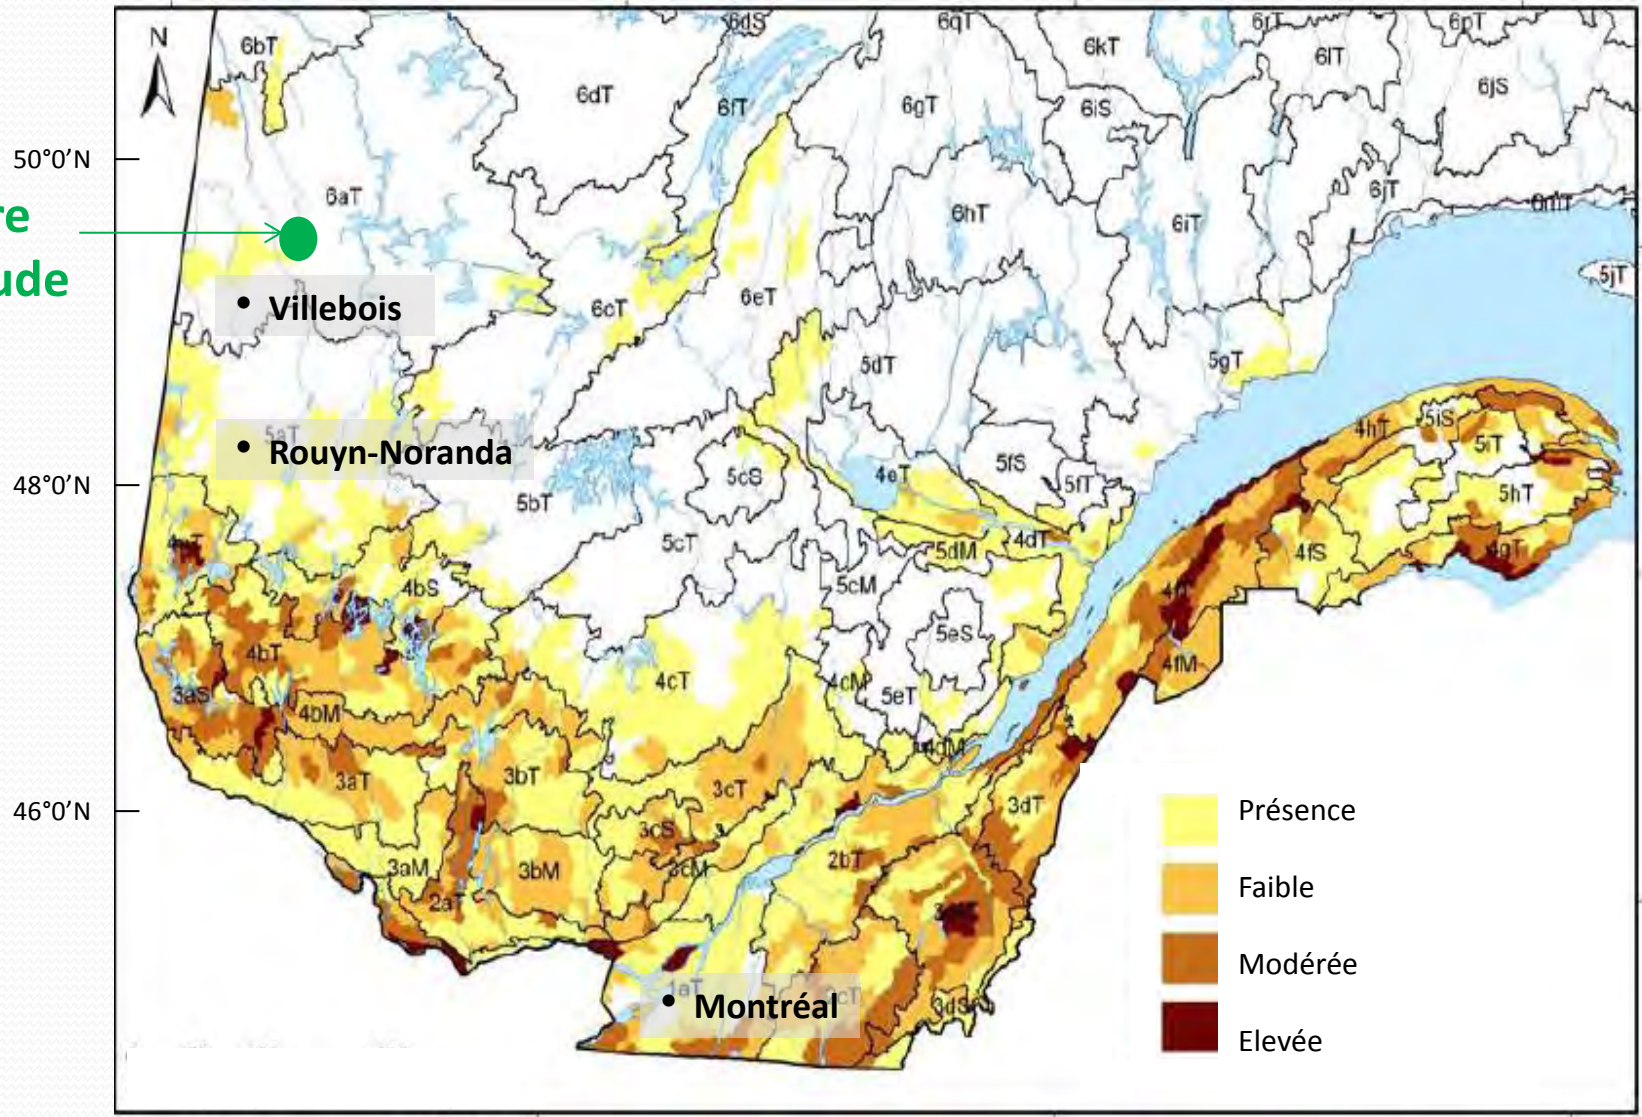 N
6bT
6dS
6qT
6rT
6pT
6kT
6lT
6dT
6fT
6gT
6iS
6jS
50°0'N
6aT
6jT
re
6hT
6iT
ude
5jT
6cT
6eT
• Villebois
5dT
5gT
5iS
4hT
5iT
5aT
• Rouyn-Noranda
5cS
4eT
5fS
5fT
48°0'N
5bT
5hT
5cT
5dM
4dT
4fS
4gT
4bS
5cM
5eS
4bT
4cT
4cM
5eT
4fM
3aS
4bM
4dM
3aT
3bT
3cT
3dT
Présence
46°0'N
3cS
3aM
3bM
3cM
2bT
Faible
2aT
Modérée
1aT
• Montréal
2cT
3dS
Elevée